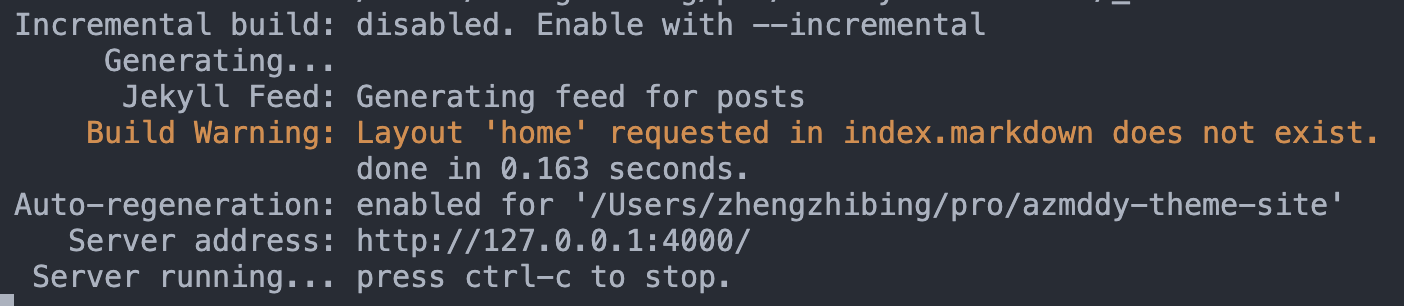 Incremental build: disabled. Enable with --incremental
Generating...
Jekyll Feed: Generating feed for posts
Build Warning: Layout 'home' requested in index.markdown does not exist.
done in 0.163 seconds.
Auto-regeneration: enabled for '/Users/zhengzhibing/pro/azmddy-theme-site'
Server address: http://127.0.0.1:4000/
Server running... press ctrl-c to stop.